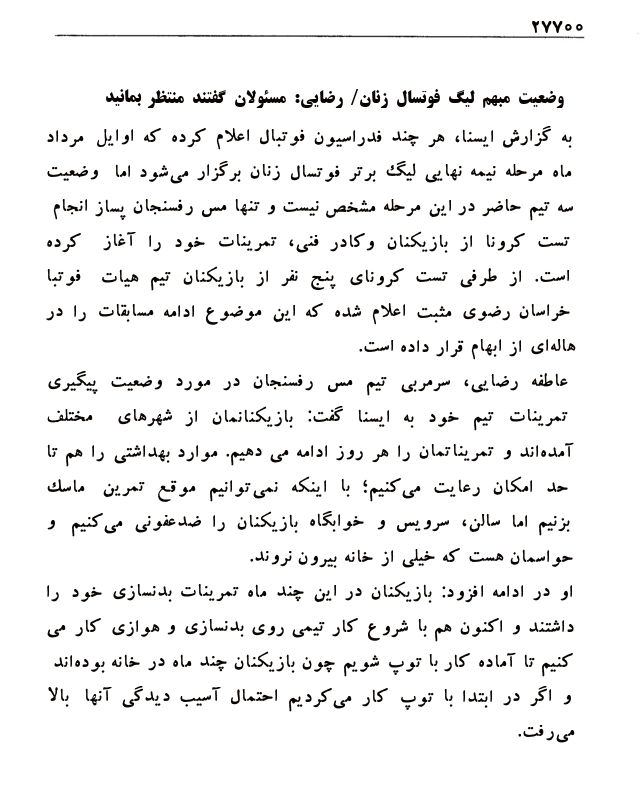 ۲۷۷۰۰
وضعیت مبهم لیگ فوتسال زنان/ رضایی: مسئولان گفتند منتظر بمانید
به گزارش ایسنا، هر چند فدراسیون فوتبال اعلام کرده که اوایل مرداد
ماه مرحله نیمه نهایی لیگ برتر فوتسال زنان برگزار می‌شود اما وضعیت
سه تیم حاضر در این مرحله مشخص نیست و تنها مس رفسنجان پساز انجام
تست کرونا از بازیکنان وکادر فنی، تمرینات خود را آغاز کرده
است. از طرفی تست کرونای پنج نفر از بازیکنان تیم هیات فوتبا
خراسان رضوی مثبت اعلام شده که این موضوع ادامه مسابقات را در
هاله‌ای از ابهام قرار داده است.
عاطفه رضایی، سرمربی تیم مس رفسنجان در مورد وضعیت پیگیری
تمرینات تیم خود به ایسنا گفت: بازیکنانمان از شهرهای مختلف
آمده‌اند و تمریناتمان را هر روز ادامه می دهیم. موارد بهداشتی را هم تا
حد امکان رعایت می‌کنیم؛ با اینکه نمی‌توانیم موقع تمرین ماسک
بزنیم اما سالن، سرویس و خوابگاه بازیکنان را ضدعفونی می‌کنیم و
حواسمان هست که خیلی از خانه بیرون نروند.
او در ادامه افزود: بازیکنان در این چند ماه تمرینات بدنسازی خود را
داشتند و اکنون هم با شروع کار تیمی روی بدنسازی و هوازی کار می
کنیم تا آماده کار با توپ شویم چون بازیکنان چند ماه در خانه بوده‌اند
و اگر در ابتدا با توپ کار می‌کردیم احتمال آسیب دیدگی آنها بالا
می‌رفت.